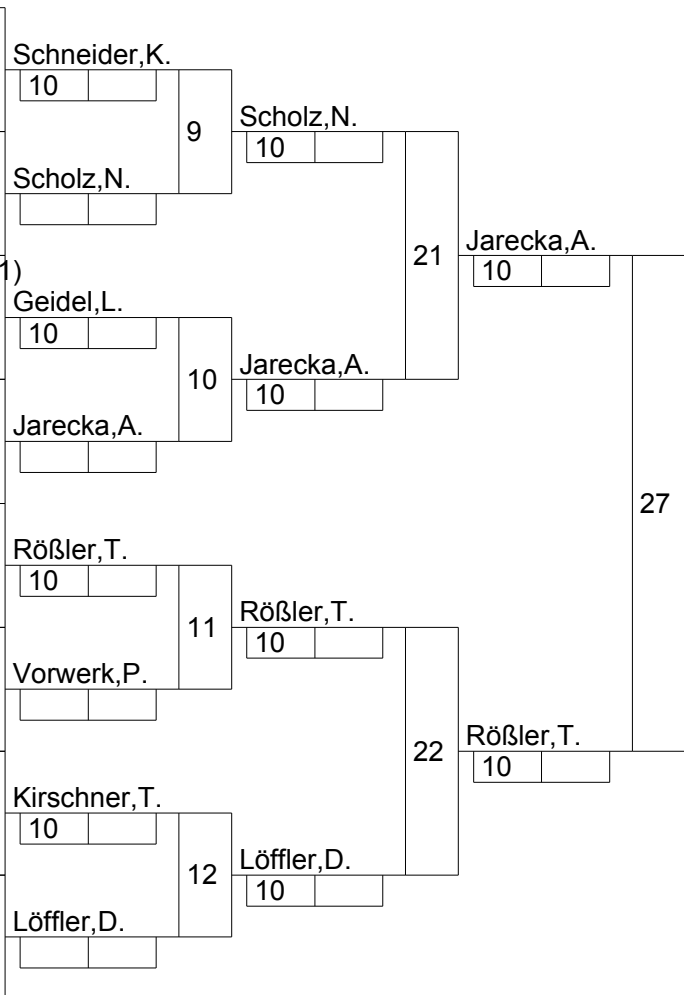 Schneider,K.
10
9
Scholz,N.
10
Scholz,N.
21
Jarecka,A.
10
1)
Geidel,L.
10
10
Jarecka,A.
10
Jarecka,A.
27
Rößler,T.
10
11
Rößler,T.
10
Vorwerk,P.
22
Rößler,T.
10
Kirschner,T.
10
12
Löffler,D.
10
Löffler,D.